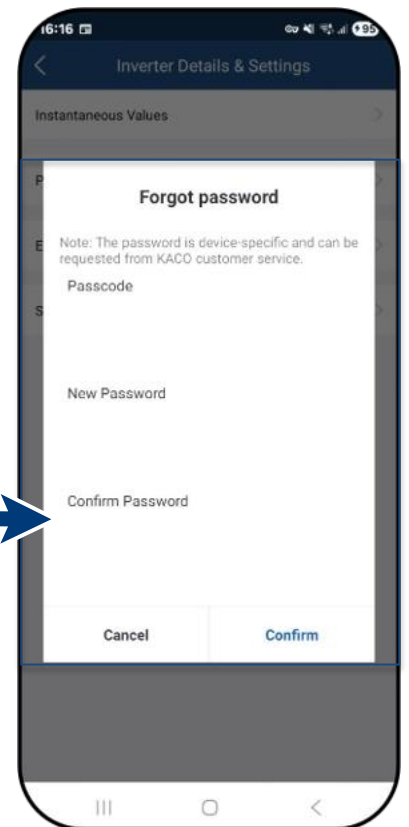 16:16
95
Inverter Details & Settings
Instantaneous Values
P
Forgot password
E
Note: The password is device-specific and can be
requested from KACO customer service.
Passcode
S
New Password
Confirm Password
Cancel
Confirm